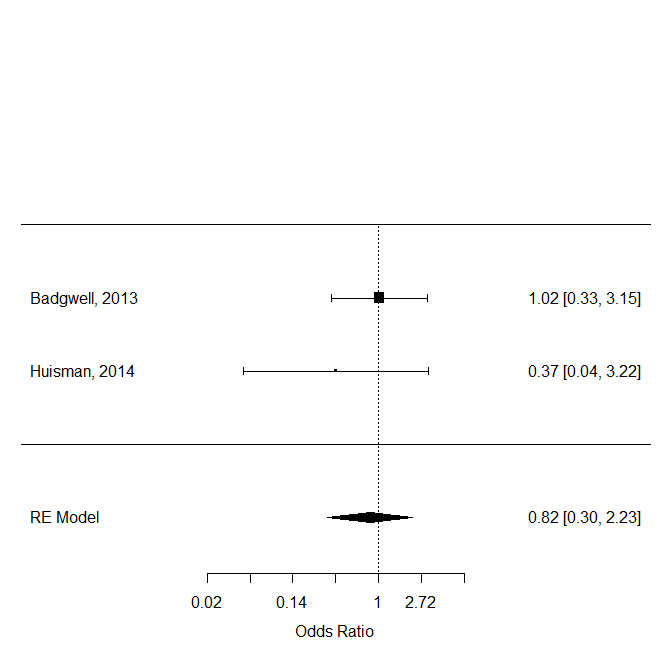 Badgwell, 2013 1.02 [0.33, 3.15]
Huisman, 2014 0.37 [0.04, 3.22]
RE Model 0.82 [0.30, 2.23]
0.02 0.14 1 2.72
Odds Ratio